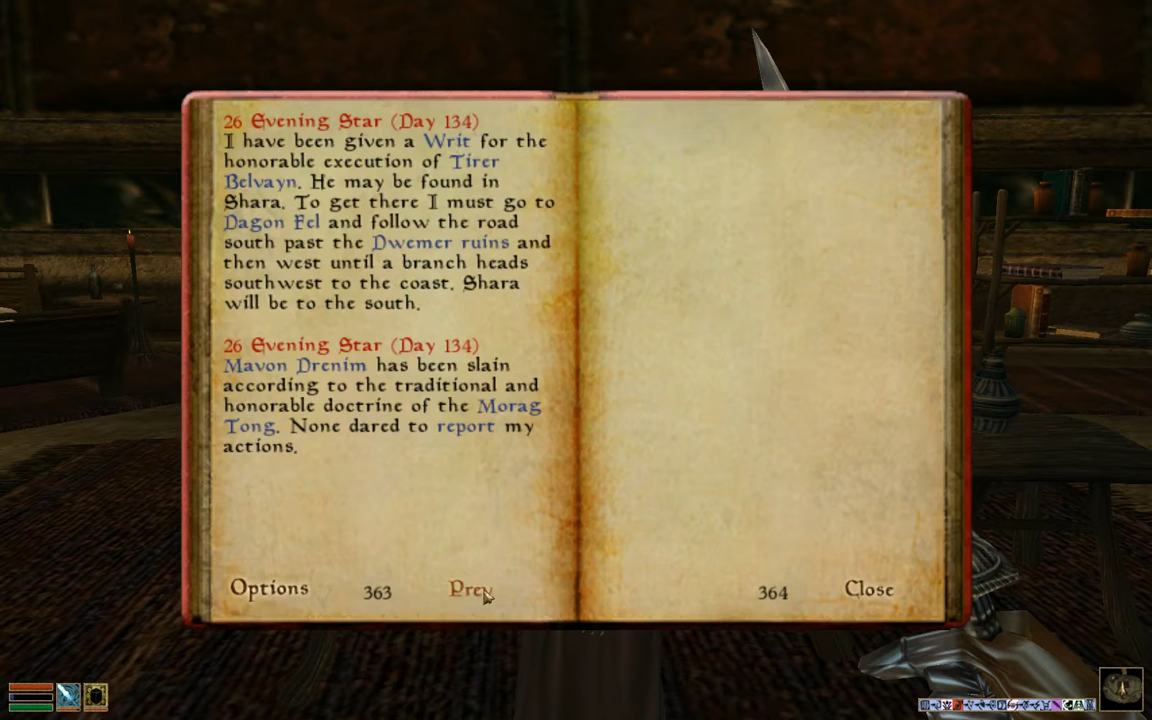 26 Evening Star (Day 134)
I have been given a Writ for the
honorable execution of Tirer
Belvayn. He may be found in
Shara. To get there I must go to
Dagon Fel and follow the road
south past the Dwemer ruins and
then west until a branch heads
southwest to the coast. Shara
will be to the south.
26 Evening Star (Day 134)
Mavon Drenim has been slain
according to the traditional and
honorable doctrine of the Morag
Tong. None dared to report my
actions.
Options 363 Prev
364 Close